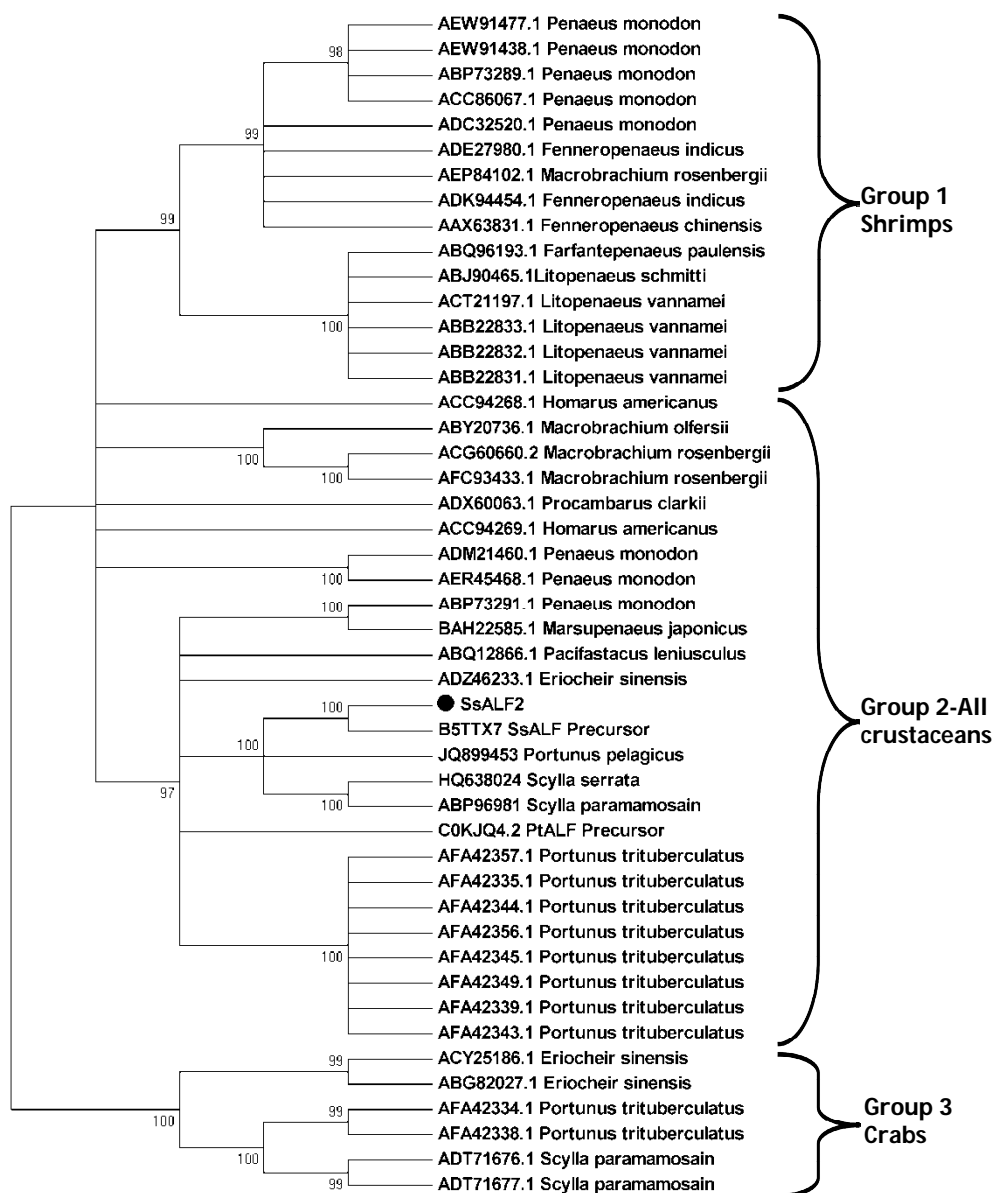 AEW91477.1 Penaeus monodon
98
AEW91438.1 Penaeus monodon
ABP73289.1 Penaeus monodon
ACC86067.1 Penaeus monodon
ADC32520.1 Penaeus monodon
99
ADE27980.1 Fenneropenaeus indicus
AEP84102.1 Macrobrachium rosenbergii
ADK94454.1 Fenneropenaeus indicus
AAX63831.1 Fenneropenaeus chinensis
99
ABQ96193.1 Farfantepenaeus paulensis
ABJ90465.1Litopenaeus schmitti
ACT21197.1 Litopenaeus vannamei
ABB22833.1 Litopenaeus vannamei
100
ABB22832.1 Litopenaeus vannamei
ABB22831.1 Litopenaeus vannamei
Group 1
Shrimps
ACC94268.1 Homarus americanus
ABY20736.1 Macrobrachium olfersii
ACG60660.2 Macrobrachium rosenbergii
100
AFC93433.1 Macrobrachium rosenbergii
100
ADX60063.1 Procambarus clarkii
ACC94269.1 Homarus americanus
ADM21460.1 Penaeus monodon
AER45468.1 Penaeus monodon
100
ABP73291.1 Penaeus monodon
100
BAH22585.1 Marsupenaeus japonicus
ABQ12866.1 Pacifastacus leniusculus
ADZ46233.1 Eriocheir sinensis
SsALF2
100
B5TTX7 SsALF Precursor
100
JQ899453 Portunus pelagicus
HQ638024 Scylla serrata
ABP96981 Scylla paramamosain
100
97
C0KJQ4.2 PtALF Precursor
AFA42357.1 Portunus trituberculatus
AFA42335.1 Portunus trituberculatus
AFA42344.1 Portunus trituberculatus
AFA42356.1 Portunus trituberculatus
AFA42345.1 Portunus trituberculatus
100
AFA42349.1 Portunus trituberculatus
AFA42339.1 Portunus trituberculatus
AFA42343.1 Portunus trituberculatus
Group 2-All
crustaceans
ACY25186.1 Eriocheir sinensis
99
ABG82027.1 Eriocheir sinensis
100
AFA42334.1 Portunus trituberculatus
99
AFA42338.1 Portunus trituberculatus
100
ADT71676.1 Scylla paramamosain
ADT71677.1 Scylla paramamosain
99
Group 3
Crabs